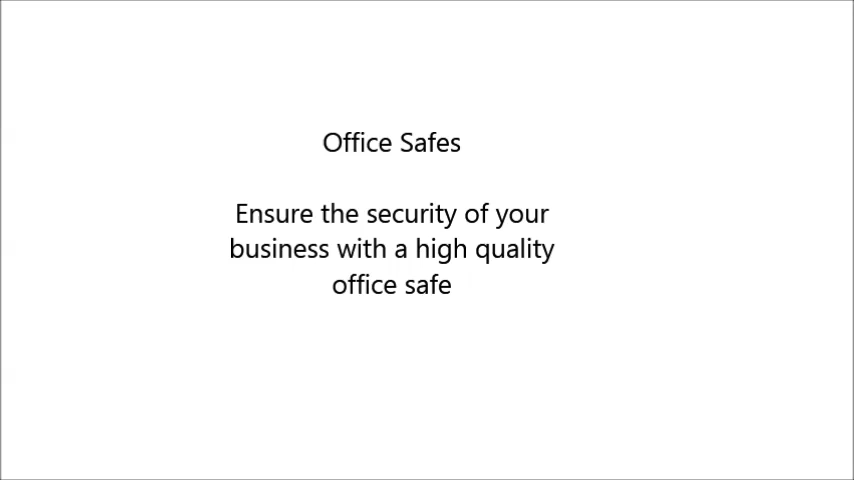 Office Safes
Ensure the security of your
business with a high quality
office safe